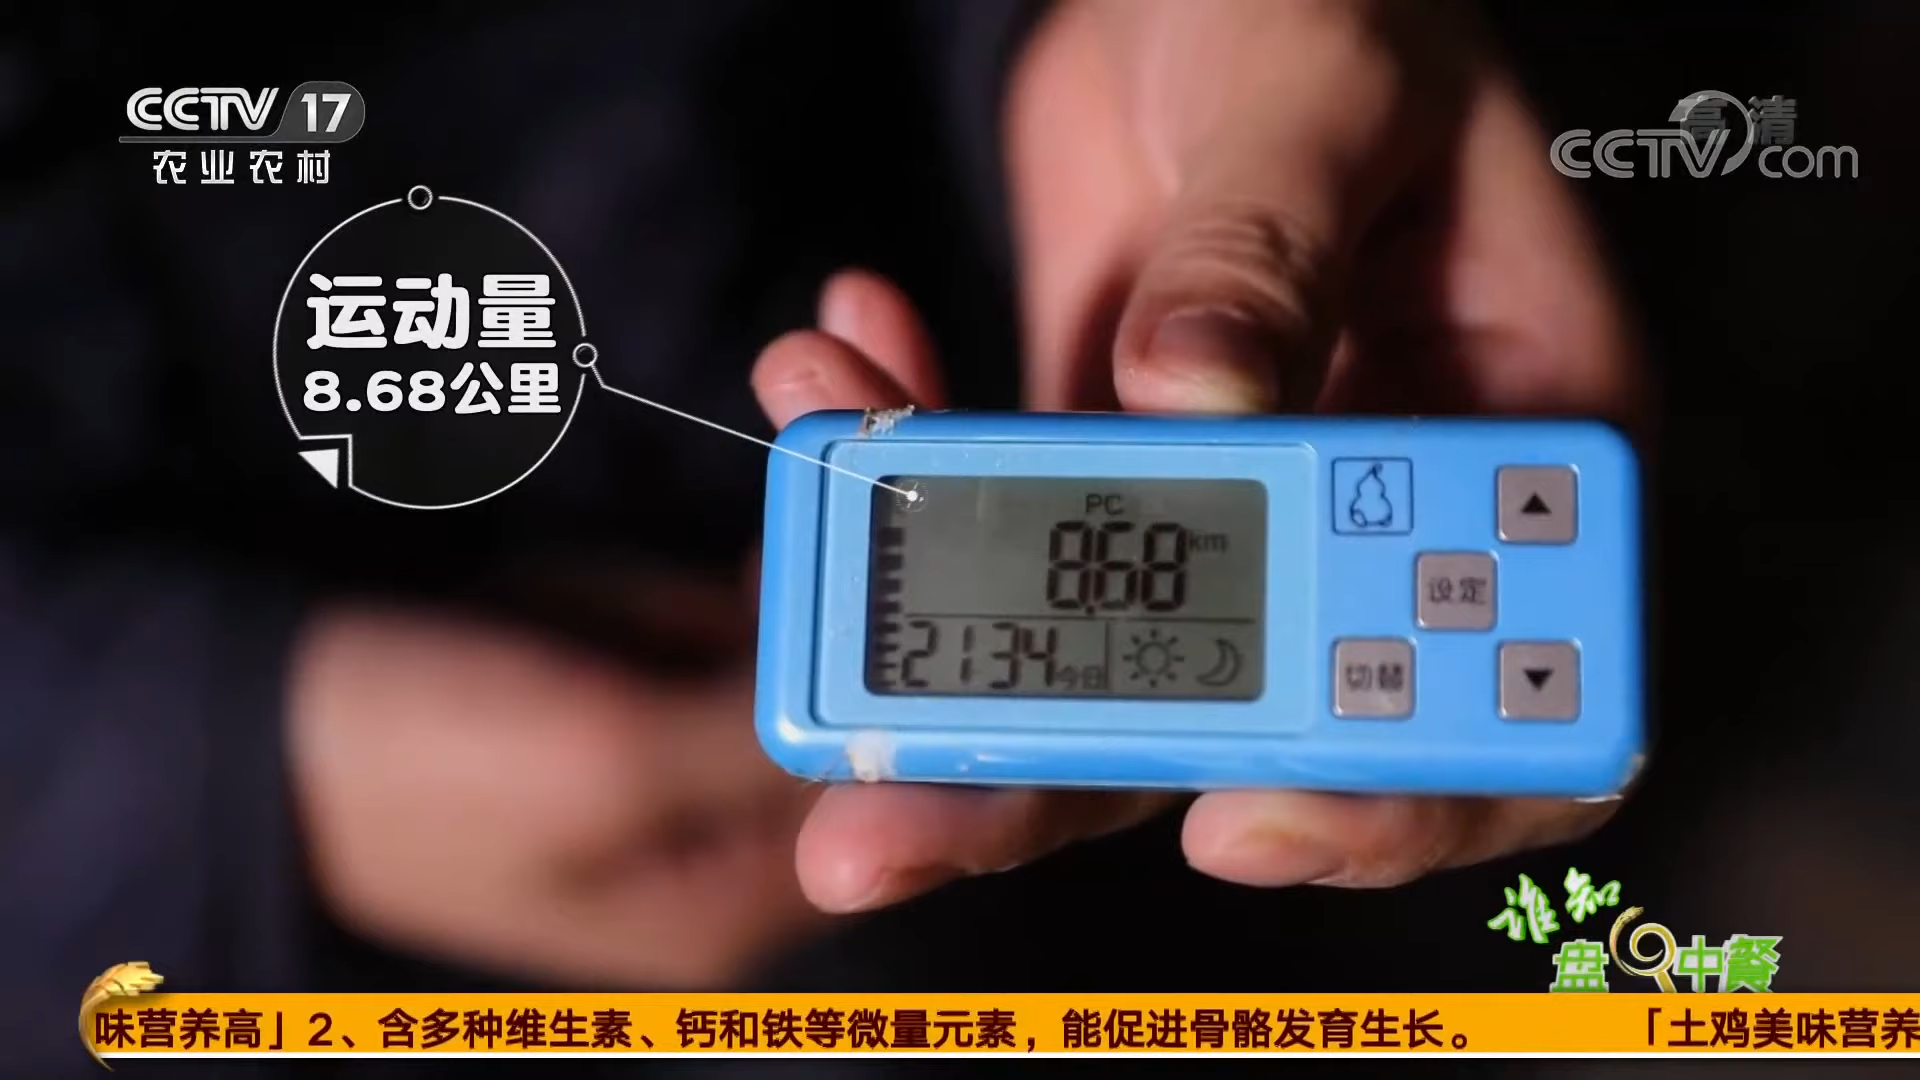 CCTV 17
农业农村
高清
CCTV com
运动量
8.68公里
PC
8.68 km
2134 今日
设定
切替
谁知
盘中餐
味营养高」2、含多种维生素、钙和铁等微量元素，能促进骨骼发育生长。 「土鸡美味营养